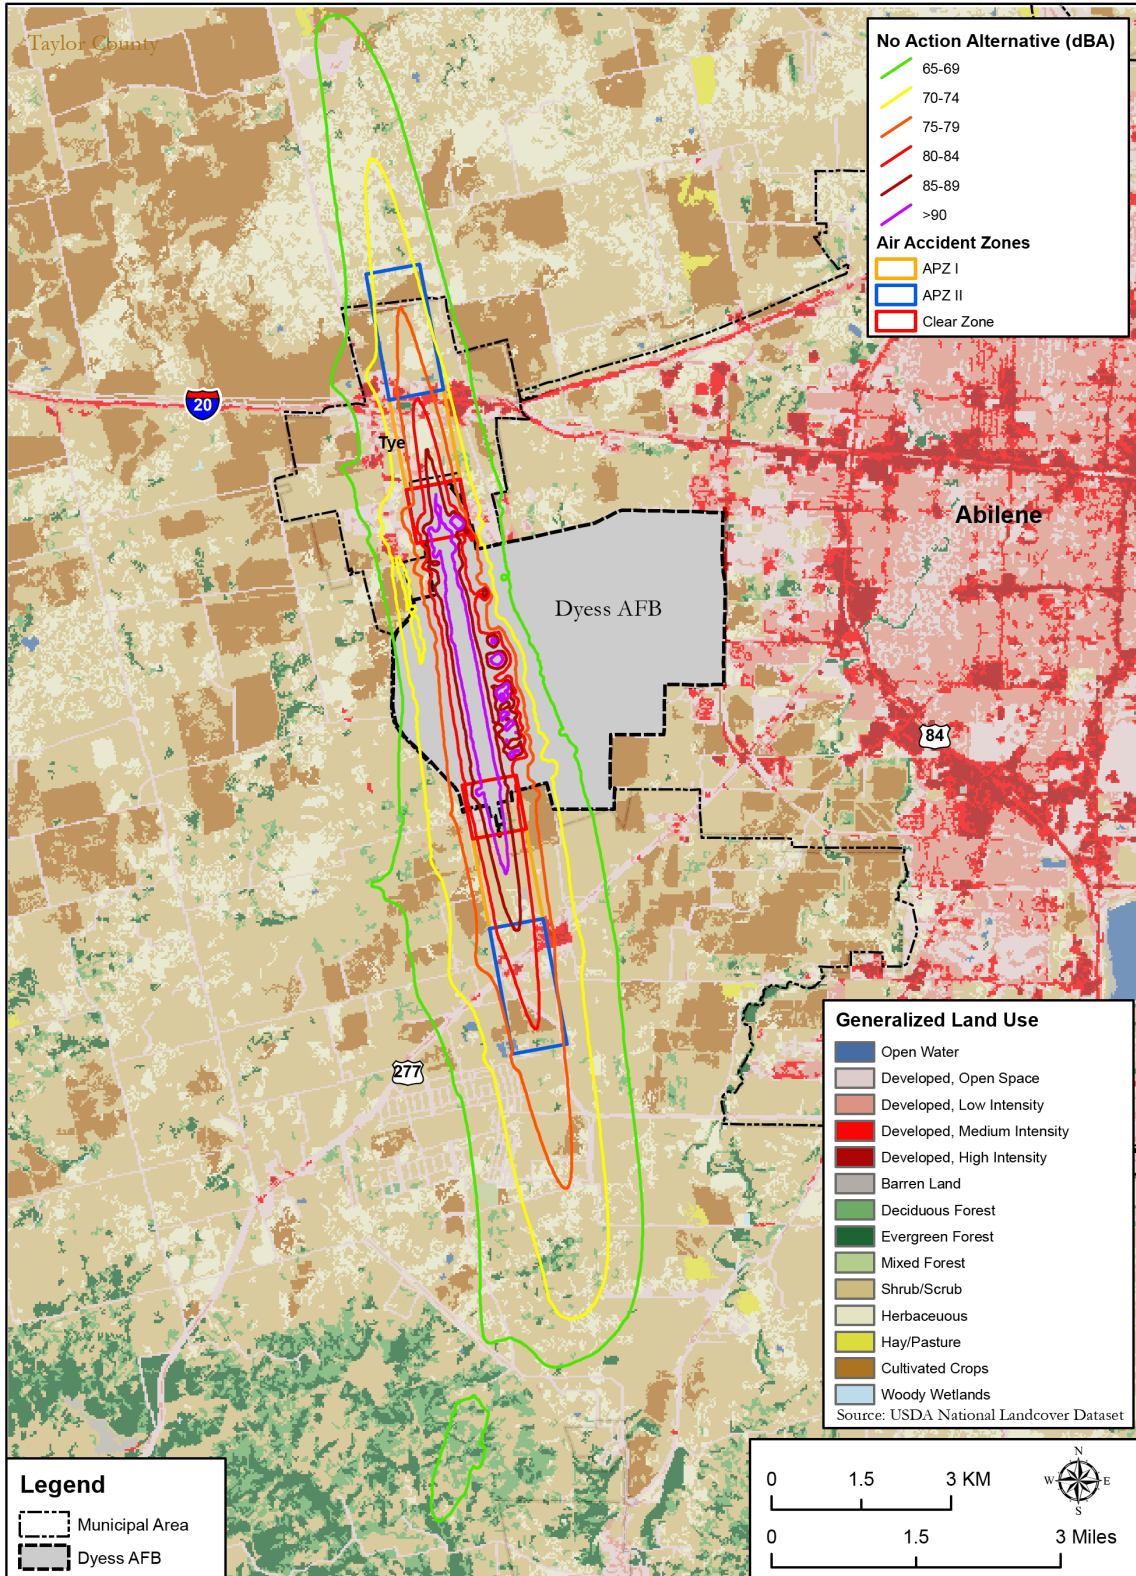 Taylor County
No Action Alternative (dBA)
65-69
70-74
75-79
80-84
85-89
>90
Air Accident Zones
APZ I
APZ II
Clear Zone
20
Tye
Abilene
Dyess AFB
84
277
Generalized Land Use
Open Water
Developed, Open Space
Developed, Low Intensity
Developed, Medium Intensity
Developed, High Intensity
Barren Land
Deciduous Forest
Evergreen Forest
Mixed Forest
Shrub/Scrub
Herbaceuous
Hay/Pasture
Cultivated Crops
Woody Wetlands
Source: USDA National Landcover Dataset
Legend
Municipal Area
Dyess AFB
0 1.5 3 KM
N
W E
S
0 1.5 3 Miles